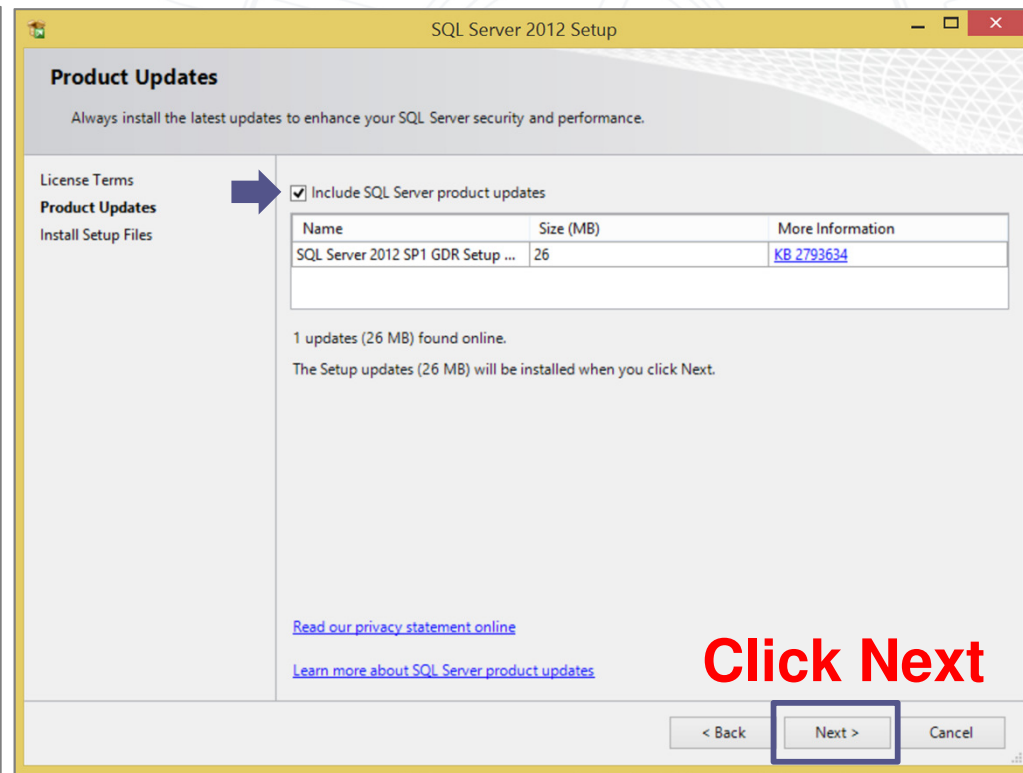 SQL Server 2012 Setup
Product Updates
Always install the latest updates to enhance your SQL Server security and performance.
License Terms
Product Updates
Install Setup Files
Include SQL Server product updates
Name Size (MB) More Information
SQL Server 2012 SP1 GDR Setup ... 26 KB 2793634
1 updates (26 MB) found online.
The Setup updates (26 MB) will be installed when you click Next.
Read our privacy statement online
Learn more about SQL Server product updates
Click Next
< Back Next > Cancel